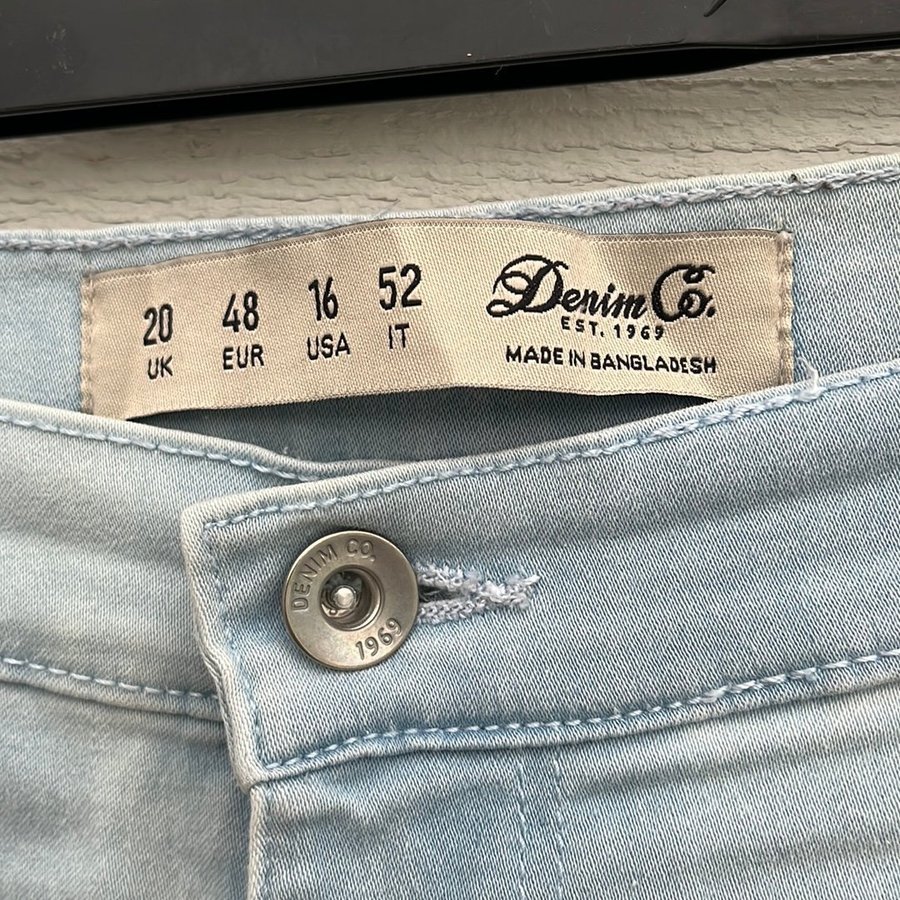 20 48 16 52
UK EUR USA IT
Denim Co.
EST. 1969
MADE IN BANGLADESH
DENIM CO.
1969